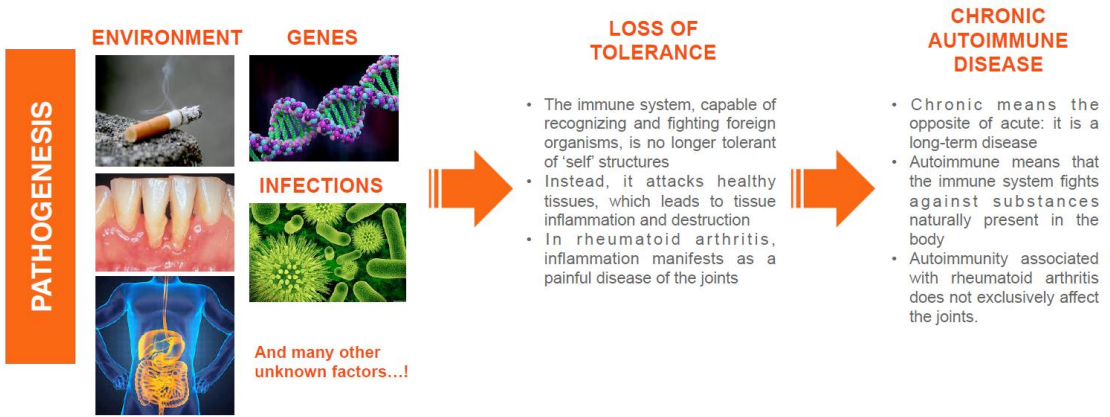 PATHOGENESIS
ENVIRONMENT
GENES
INFECTIONS
And many other
unknown factors…!
LOSS OF
TOLERANCE
• The immune system, capable of
recognizing and fighting foreign
organisms, is no longer tolerant
of ‘self’ structures
• Instead, it attacks healthy
tissues, which leads to tissue
inflammation and destruction
• In rheumatoid arthritis,
inflammation manifests as a
painful disease of the joints
CHRONIC
AUTOIMMUNE
DISEASE
• Chronic means the
opposite of acute: it is a
long-term disease
• Autoimmune means that
the immune system fights
against substances
naturally present in the
body
• Autoimmunity associated
with rheumatoid arthritis
does not exclusively affect
the joints.